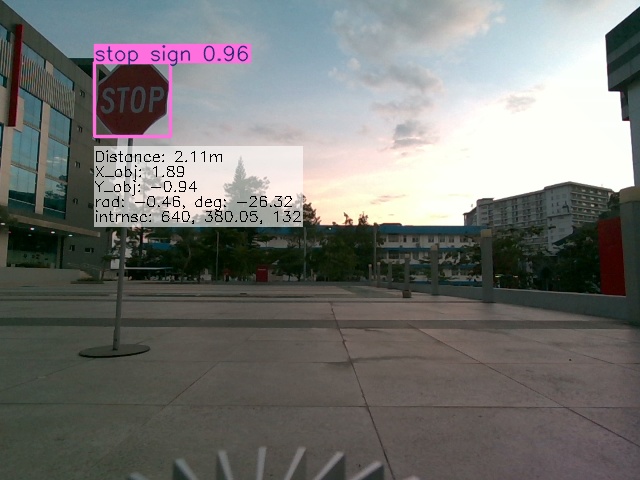 stop sign 0.96
STOP
Distance: 2.11m
X_obj: 1.89
Y_obj: -0.94
rad: -0.46, deg: -26.32
intrnsc: 640, 380.05, 132